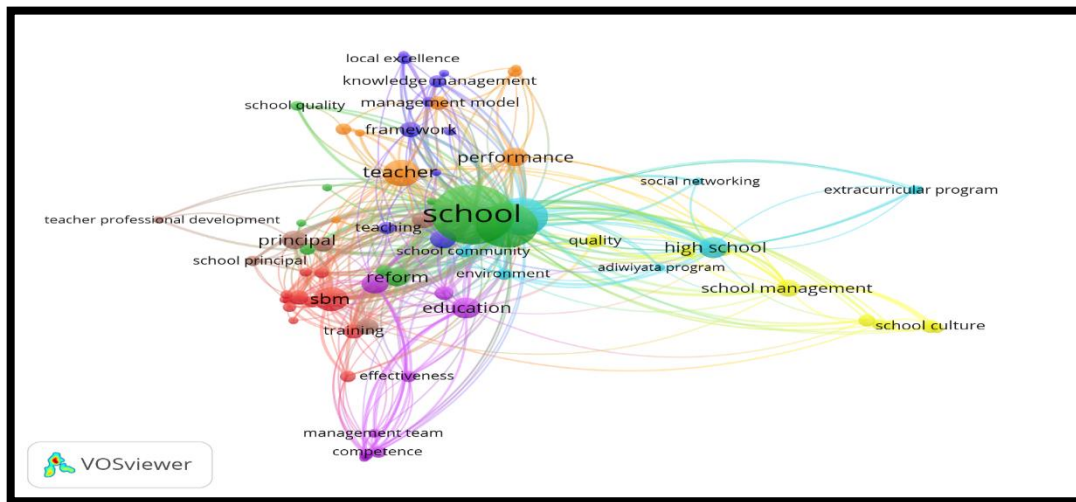 local excellence
knowledge management
school quality
management model
framework
performance
teacher
social networking
extracurricular program
school
teacher professional development
teaching
principal
quality
high school
school community
school principal
adiwiyata program
environment
reform
school management
sbm
education
school culture
training
effectiveness
management team
competence
VOSviewer